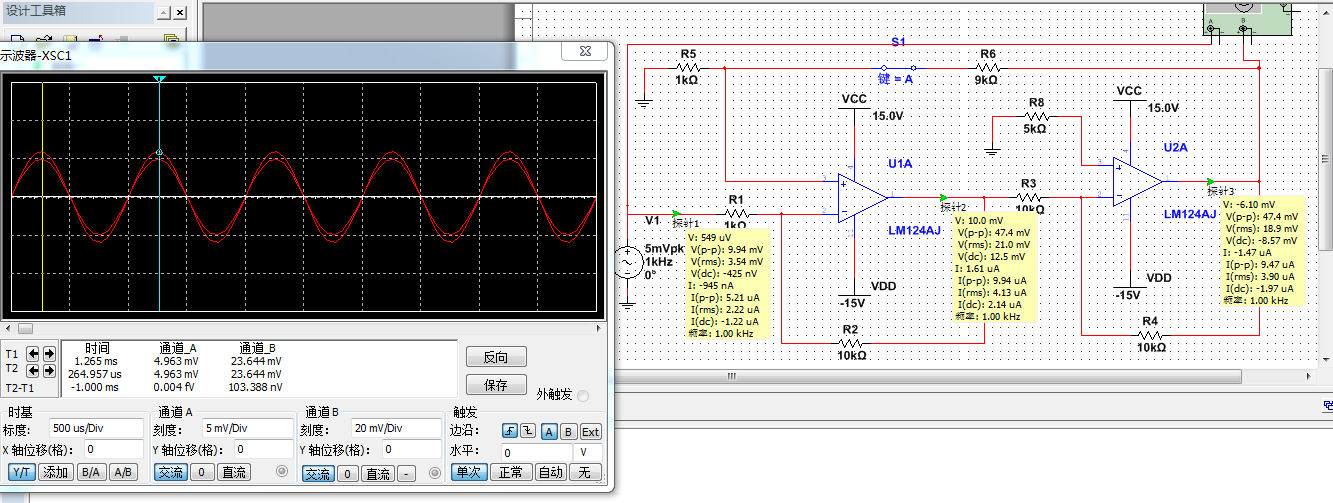 设计工具箱
示波器-XSC1
T1
T2
T2-T1
时间
通道_A
通道_B
1.265 ms
4.963 mV
23.644 mV
264.957 us
4.963 mV
23.644 mV
-1.000 ms
0.004 fV
103.388 nV
反向
保存
外触发
时基
标度:
500 us/Div
X 轴位移(格):
0
Y/T
添加
B/A
A/B
通道 A
刻度:
5 mV/Div
Y 轴位移(格):
0
交流
0
直流
通道 B
刻度:
20 mV/Div
Y 轴位移(格):
0
交流
0
直流
-
触发
边沿:
A
B
Ext
水平:
0
V
单次
正常
自动
无
A
B
S1
键 = A
R5
1kΩ
R6
9kΩ
VCC
15.0V
VCC
15.0V
R8
5kΩ
U1A
U2A
3
2
4
11
1
3
2
4
11
1
LM124AJ
LM124AJ
R1
1kΩ
R3
10kΩ
V1
5mVpk
1kHz
0°
VDD
-15V
VDD
-15V
R2
10kΩ
R4
10kΩ
探针1
V: 549 uV
V(p-p): 9.94 mV
V(rms): 3.54 mV
V(dc): -425 nV
I: -945 nA
I(p-p): 5.21 uA
I(rms): 2.22 uA
I(dc): -1.22 uA
频率: 1.00 kHz
探针2
V: 10.0 mV
V(p-p): 47.4 mV
V(rms): 21.0 mV
V(dc): 12.5 mV
I: 1.61 uA
I(p-p): 9.94 uA
I(rms): 4.13 uA
I(dc): 2.14 uA
频率: 1.00 kHz
探针3
V: -6.10 mV
V(p-p): 47.4 mV
V(rms): 18.9 mV
V(dc): -8.57 mV
I: -1.47 uA
I(p-p): 9.47 uA
I(rms): 3.90 uA
I(dc): -1.97 uA
频率: 1.00 kHz